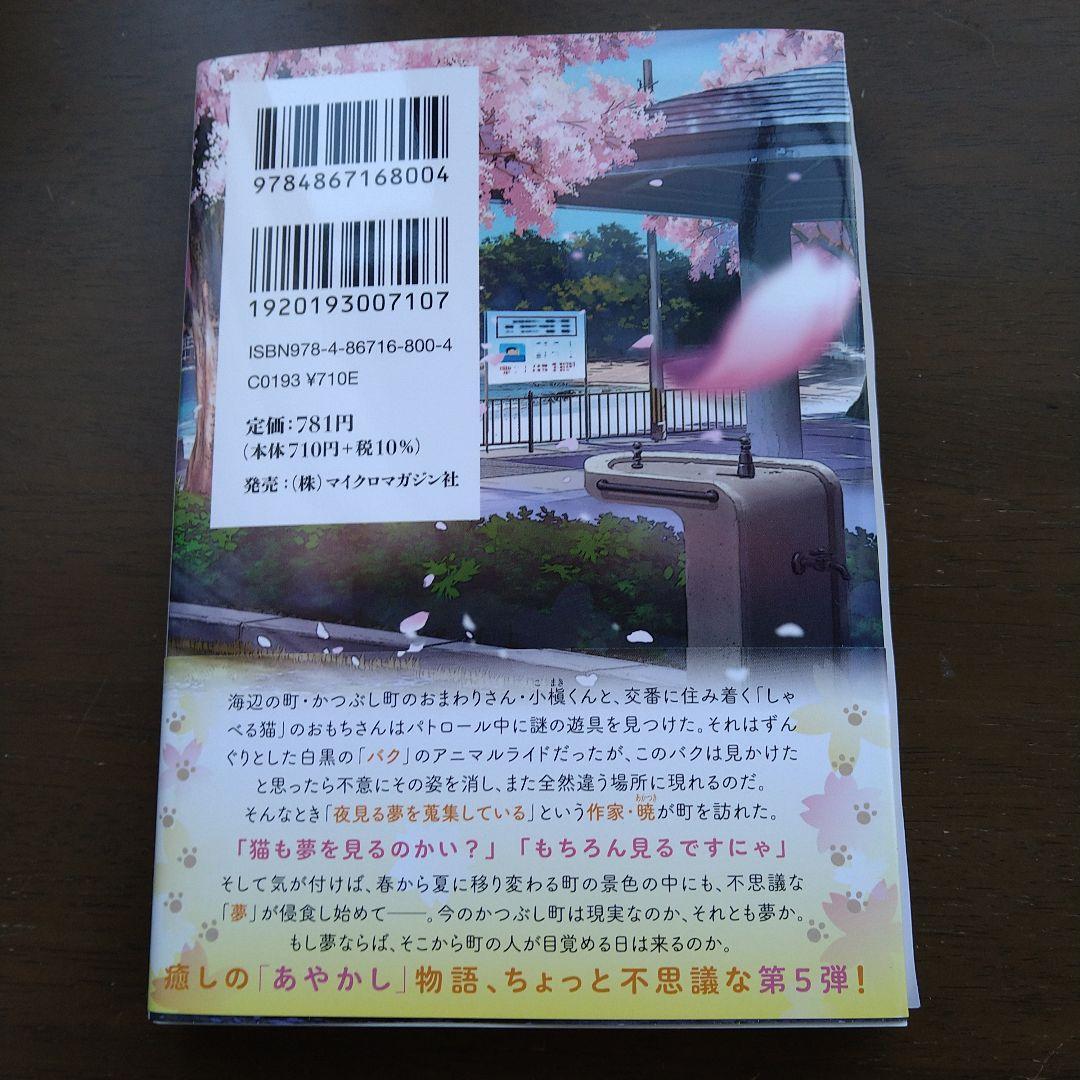 9784867168004
1920193007107
ISBN978-4-86716-800-4
C0193 ¥710E
定価：781円
（本体710円＋税10％）
発売：（株）マイクロマガジン社
海辺の町・かつぶし町のおまわりさん・小槇くんと、交番に住み着く「しゃ
こ まき
べる猫」のおもちさんはパトロール中に謎の遊具を見つけた。それはずん
ぐりとした白黒の「バク」のアニマルライドだったが、このバクは見かけた
と思ったら不意にその姿を消し、また全然違う場所に現れるのだ。
そんなとき「夜見る夢を蒐集している」という作家・暁が町を訪れた。
あかつき
「猫も夢を見るのかい？」「もちろん見るですにゃ」
そして気が付けば、春から夏に移り変わる町の景色の中にも、不思議な
「夢」が侵食し始めて――。今のかつぶし町は現実なのか、それとも夢か。
もし夢ならば、そこから町の人が目覚める日は来るのか。
癒しの「あやかし」物語、ちょっと不思議な第5弾！